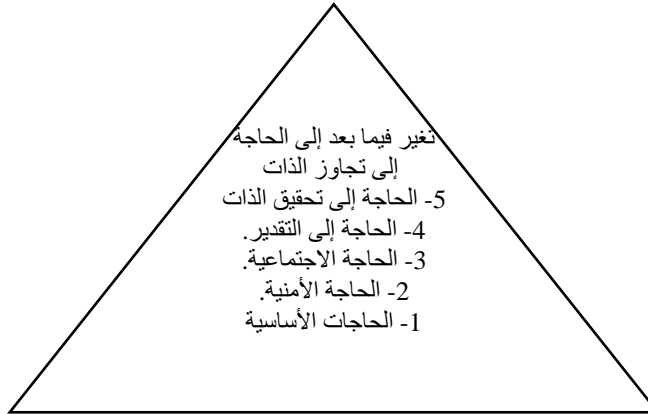 تغير فيما بعد إلى الحاجة
إلى تجاوز الذات
5- الحاجة إلى تحقيق الذات
4- الحاجة إلى التقدير.
3- الحاجة الاجتماعية.
2- الحاجة الأمنية.
1- الحاجات الأساسية